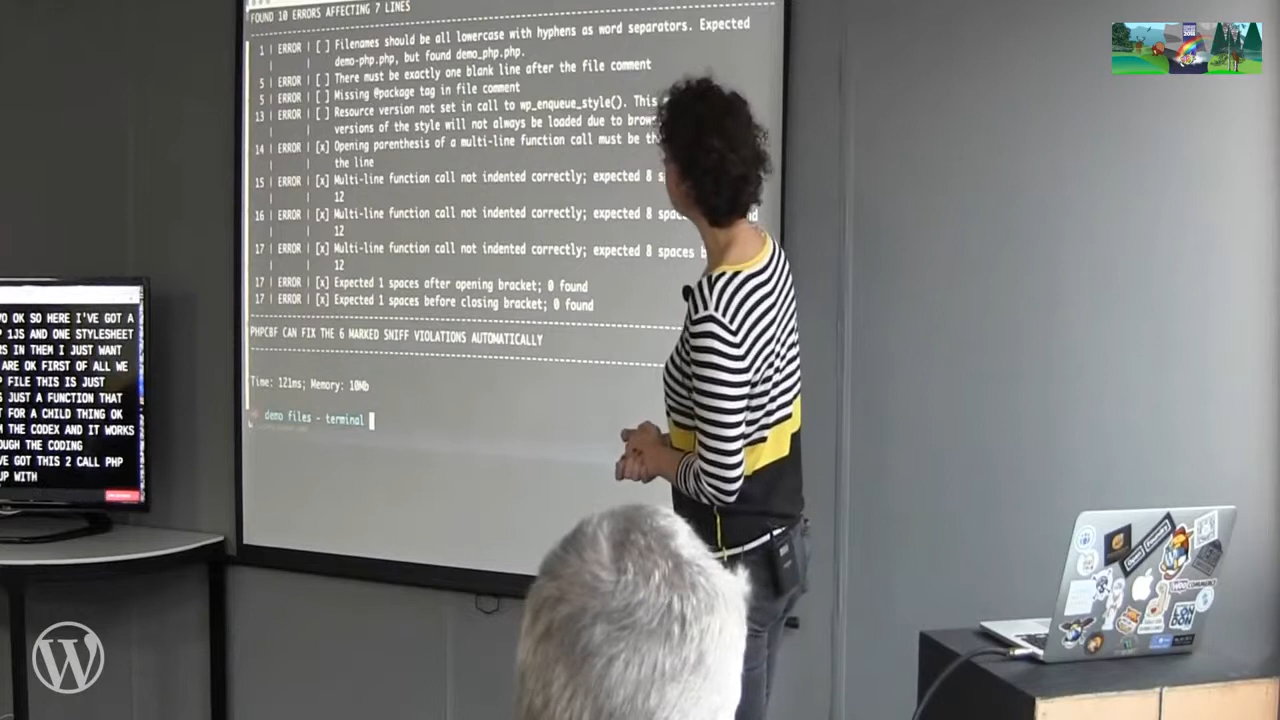 FOUND 10 ERRORS AFFECTING 7 LINES
1 | ERROR | [ ] Filenames should be all lowercase with hyphens as word separators. Expected
| | demo-php.php, but found demo_php.php.
5 | ERROR | [ ] There must be exactly one blank line after the file comment
5 | ERROR | [ ] Missing @package tag in file comment
13 | ERROR | [ ] Resource version not set in call to wp_enqueue_style(). This
| | versions of the style will not always be loaded due to
14 | ERROR | [x] Opening parenthesis of a multi-line function call must be
| | the line
15 | ERROR | [x] Multi-line function call not indented correctly; expected 8
| | 12
16 | ERROR | [x] Multi-line function call not indented correctly; expected 8
| | 12
17 | ERROR | [x] Multi-line function call not indented correctly; expected 8 spaces
| | 12
17 | ERROR | [x] Expected 1 spaces after opening bracket; 0 found
17 | ERROR | [x] Expected 1 spaces before closing bracket; 0 found
PHPCBF CAN FIX THE 6 MARKED SNIFF VIOLATIONS AUTOMATICALLY
Time: 121ms; Memory: 10Mb
demo files - terminal
OK SO HERE I'VE GOT A
1JS AND ONE STYLESHEET
IN THEM I JUST WANT
ARE OK FIRST OF ALL WE
FILE THIS IS JUST
JUST A FUNCTION THAT
FOR A CHILD THING OK
THE CODEX AND IT WORKS
THE CODING
GOT THIS 2 CALL PHP
UP WITH
W
LONDON